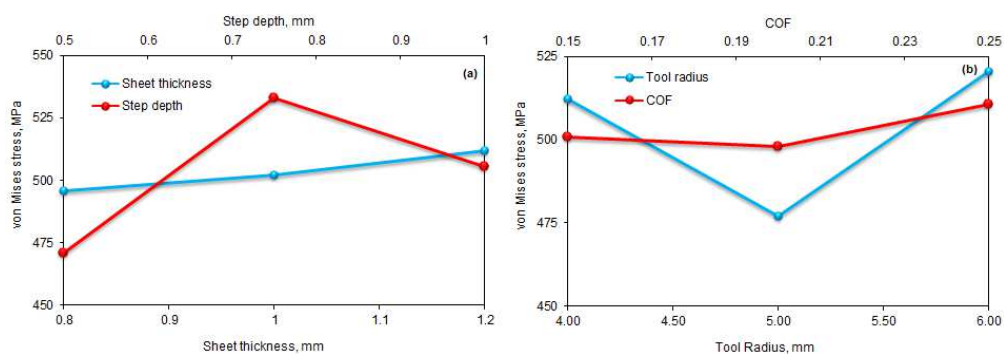 Step depth, mm
0.5 0.6 0.7 0.8 0.9 1
550
(a)
Sheet thickness
Step depth
525
500
475
450
von Mises stress, MPa
0.8 0.9 1 1.1 1.2
Sheet thickness, mm
COF
0.15 0.17 0.19 0.21 0.23 0.25
525
(b)
Tool radius
COF
500
475
450
von Mises stress, MPa
4.00 4.50 5.00 5.50 6.00
Tool Radius, mm